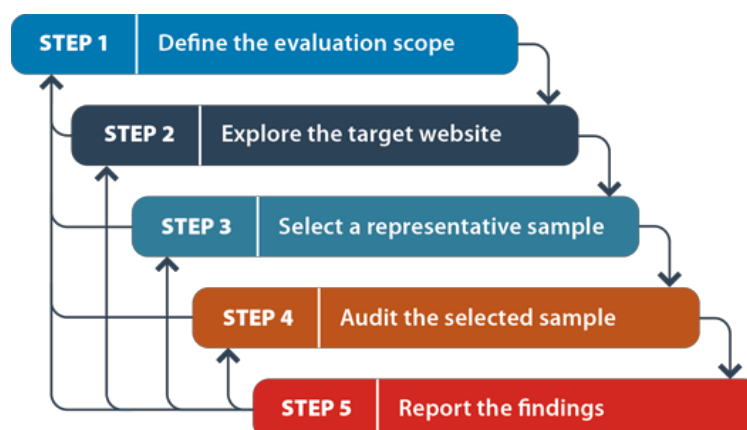 STEP 1 Define the evaluation scope
STEP 2 Explore the target website
STEP 3 Select a representative sample
STEP 4 Audit the selected sample
STEP 5 Report the findings